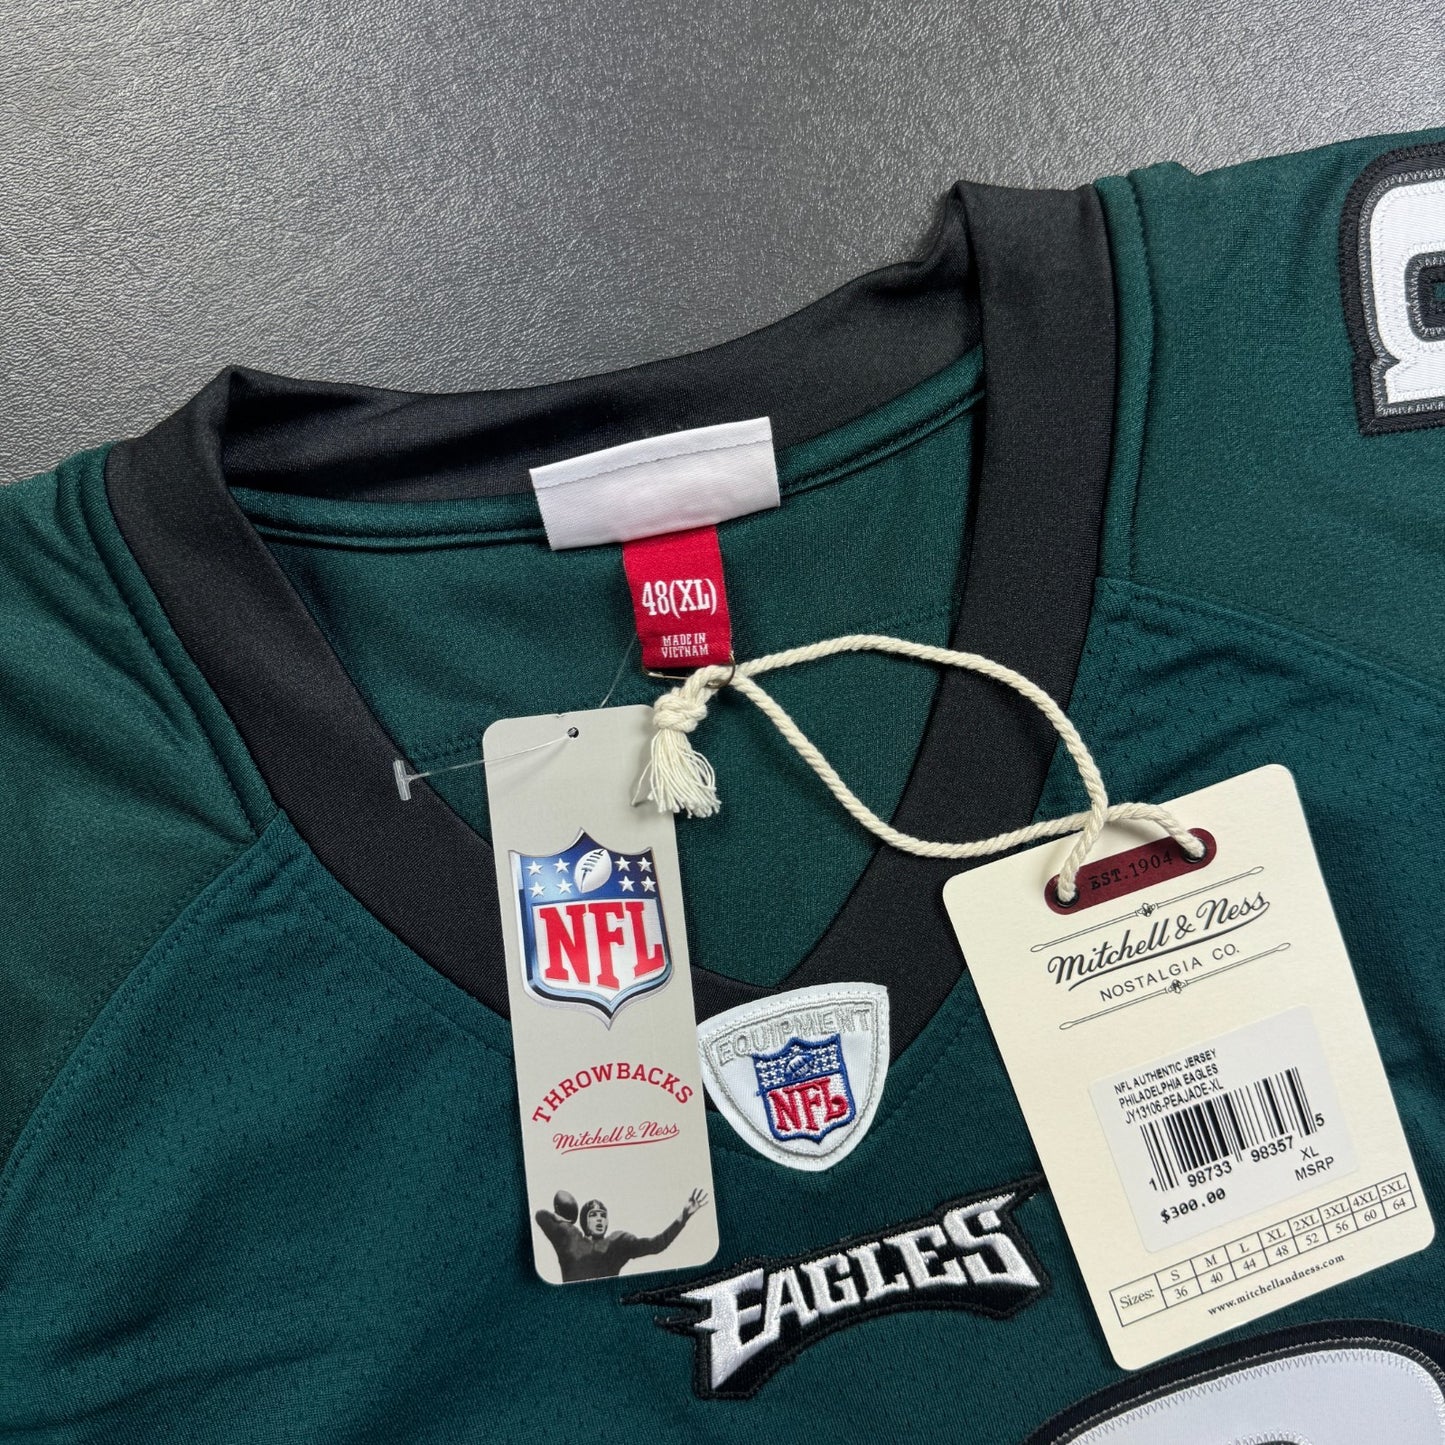 48(XL)
MADE IN
VIETNAM
NFL
THROWBACKS
Mitchell & Ness
EQUIPMENT
NFL
EAGLES
EST.1904
Mitchell & Ness
NOSTALGIA CO.
NFL AUTHENTIC JERSEY
PHILADELPHIA EAGLES
JY13106-PEAJADE-XL
1 98733 98357 5
XL
$300.00 MSRP
Sizes: S M L XL 2XL 3XL 4XL 5XL
36 40 44 48 52 56 60 64
www.mitchellandness.com